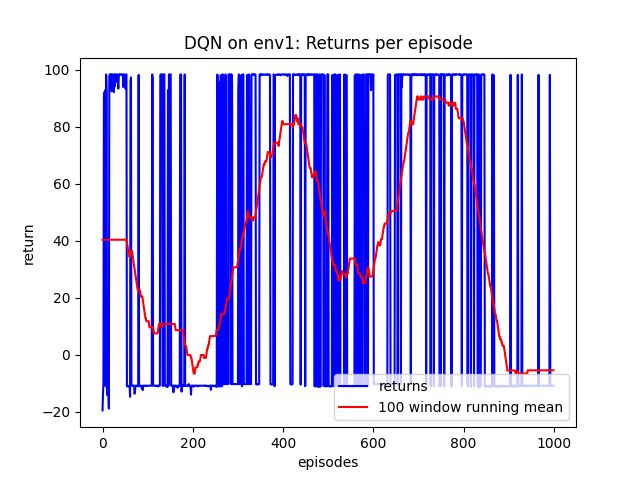 DQN on env1: Returns per episode
return
100
80
60
40
20
0
−20
0
200
400
600
800
1000
episodes
returns
100 window running mean